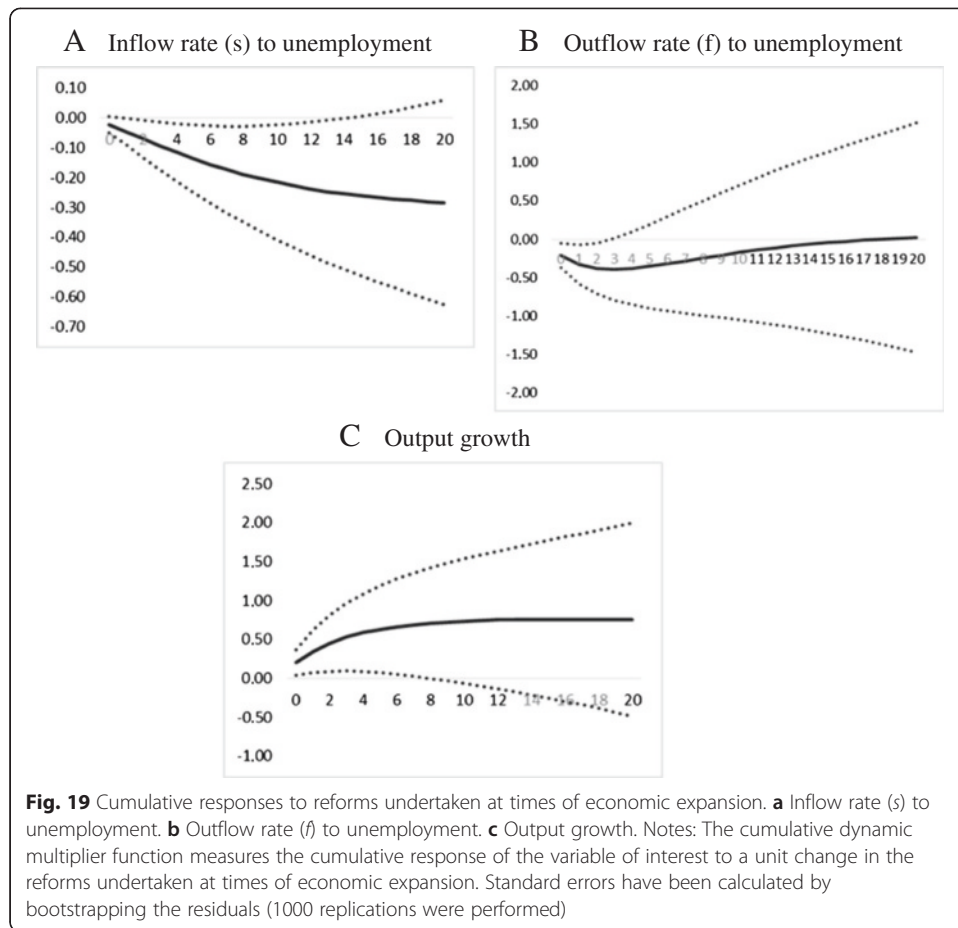 A Inflow rate (s) to unemployment
0.10
0.00
0 2 4 6 8 10 12 14 16 18 20
-0.10
-0.20
-0.30
-0.40
-0.50
-0.60
-0.70
B Outflow rate (f) to unemployment
2.00
1.50
1.00
0.50
0.00
0 1 2 3 4 5 6 7 8 9 10 11 12 13 14 15 16 17 18 19 20
-0.50
-1.00
-1.50
-2.00
C Output growth
2.50
2.00
1.50
1.00
0.50
0.00
0 2 4 6 8 10 12 14 16 18 20
-0.50
-1.00
Fig. 19 Cumulative responses to reforms undertaken at times of economic expansion. a Inflow rate (s) to
unemployment. b Outflow rate (f) to unemployment. c Output growth. Notes: The cumulative dynamic
multiplier function measures the cumulative response of the variable of interest to a unit change in the
reforms undertaken at times of economic expansion. Standard errors have been calculated by
bootstrapping the residuals (1000 replications were performed)